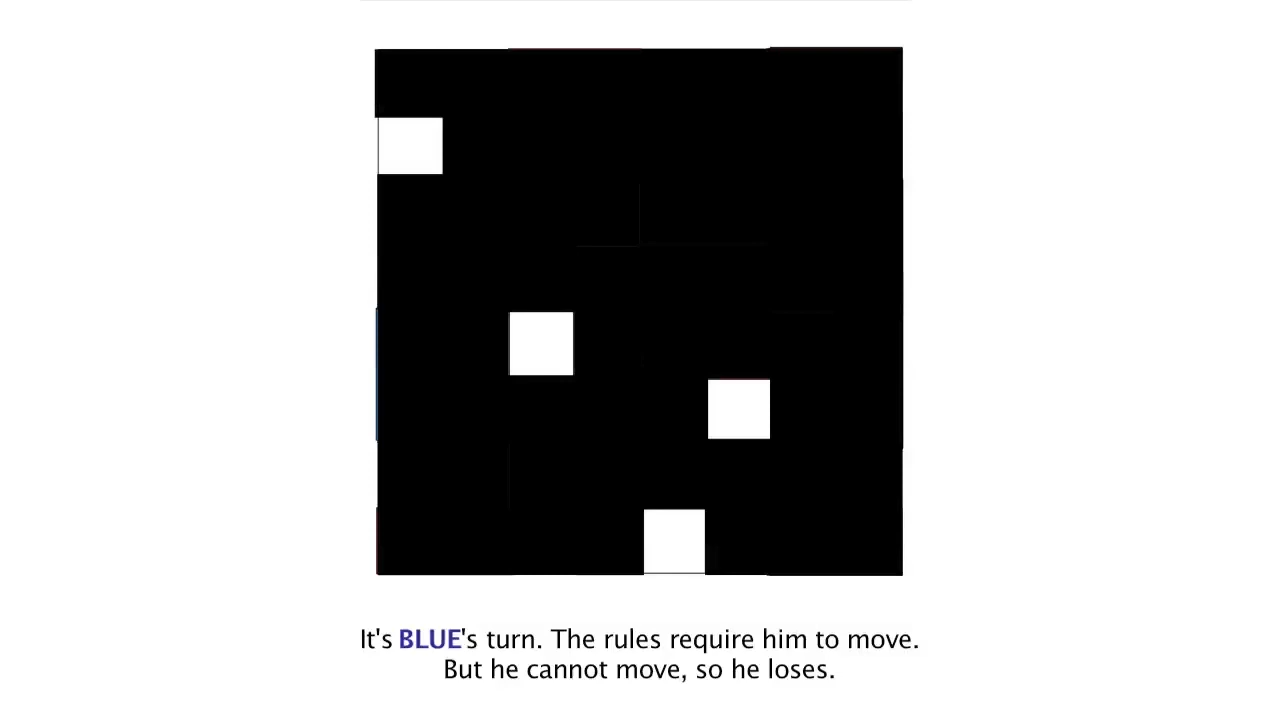 It's BLUE's turn. The rules require him to move.
But he cannot move, so he loses.